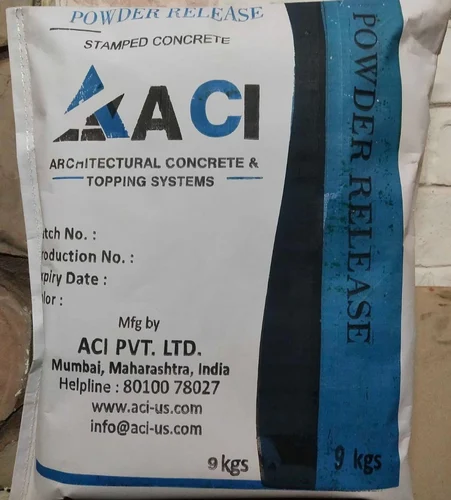 POWDER RELEASE
STAMPED CONCRETE
ACI
ARCHITECTURAL CONCRETE &
TOPPING SYSTEMS
tch No. :
roduction No. :
xpiry Date :
lor :
Mfg by
ACI PVT. LTD.
Mumbai, Maharashtra, India
Helpline : 80100 78027
www.aci-us.com
info@aci-us.com
9 kgs
POWDER RELEASE
9 kgs